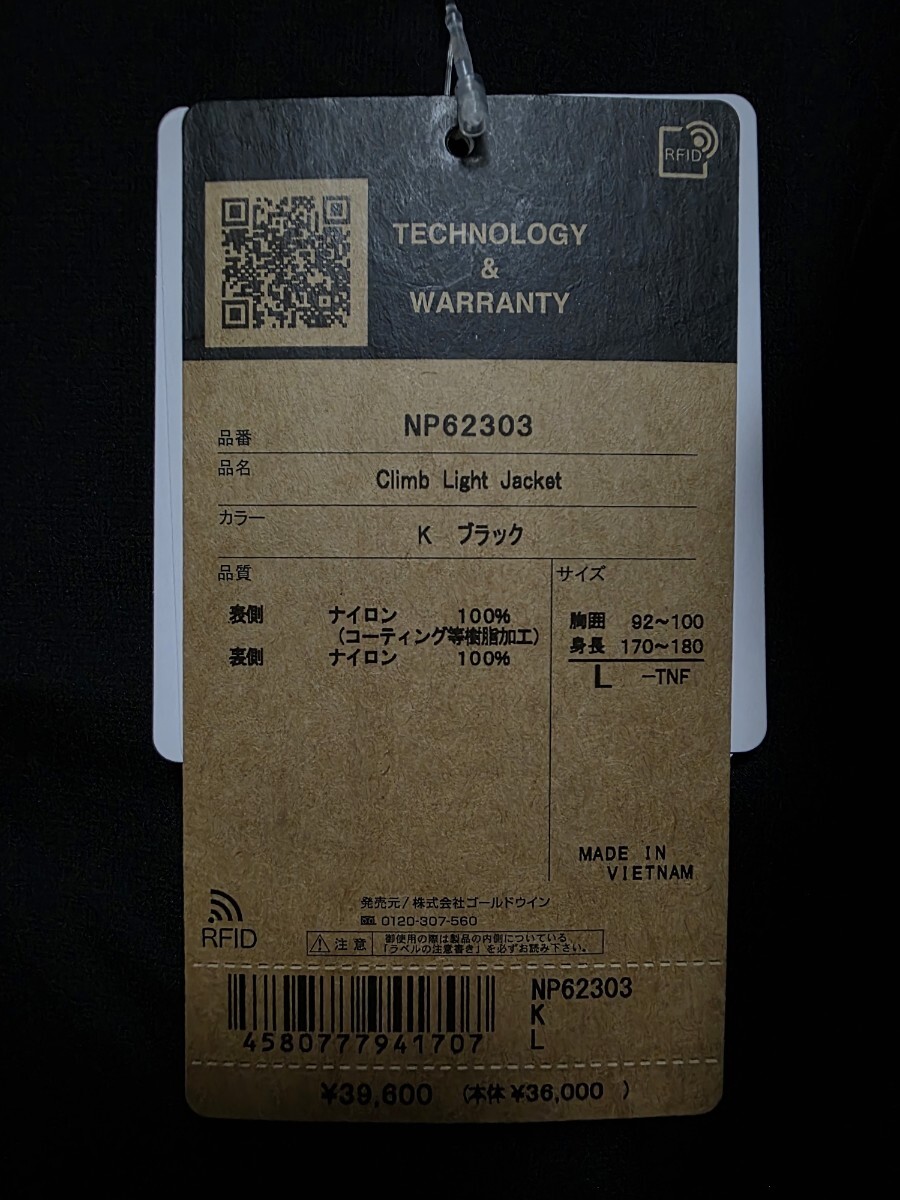 RFID
TECHNOLOGY
&
WARRANTY
品番 NP62303
品名 Climb Light Jacket
カラー K ブラック
品質
表側 ナイロン 100%
(コーティング等樹脂加工)
裏側 ナイロン 100%
サイズ
胸囲 92~100
身長 170~180
L -TNF
MADE IN
VIETNAM
発売元/株式会社ゴールドウイン
0120-307-560
RFID
注意 御使用の際は製品の内側についている
「ラベルの注意書き」を必ずお読み下さい。
4580777941707
NP62303
K
L
¥39,600 (本体 ¥36,000 )